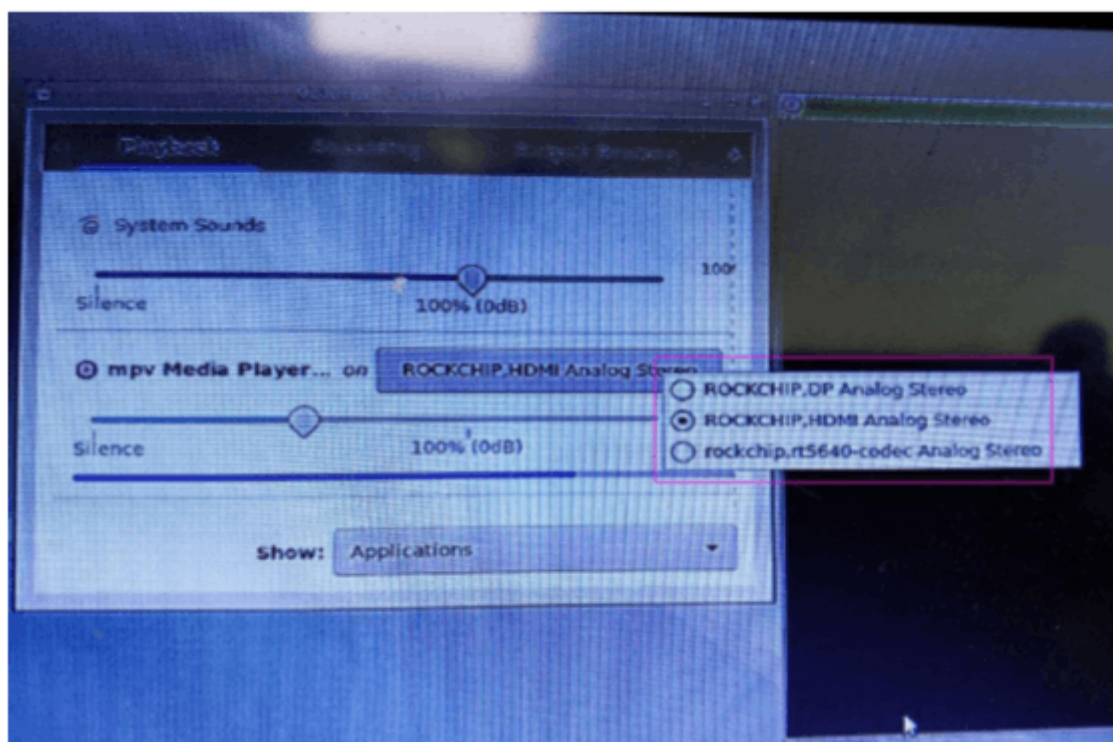 Playback
System Sounds
100%
Silence
100% (0dB)
mpv Media Player... on
ROCKCHIP,HDMI Analog Stereo
ROCKCHIP,DP Analog Stereo
ROCKCHIP,HDMI Analog Stereo
rockchip,rt5640-codec Analog Stereo
Silence
100% (0dB)
Show:
Applications